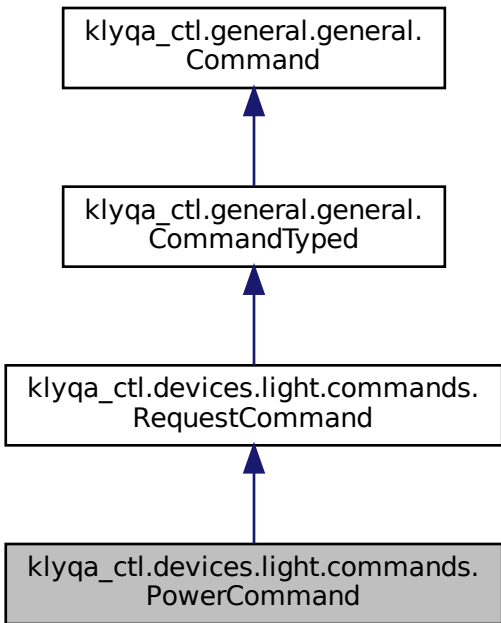 klyqa_ctl.general.general.
Command
klyqa_ctl.general.general.
CommandTyped
klyqa_ctl.devices.light.commands.
RequestCommand
klyqa_ctl.devices.light.commands.
PowerCommand